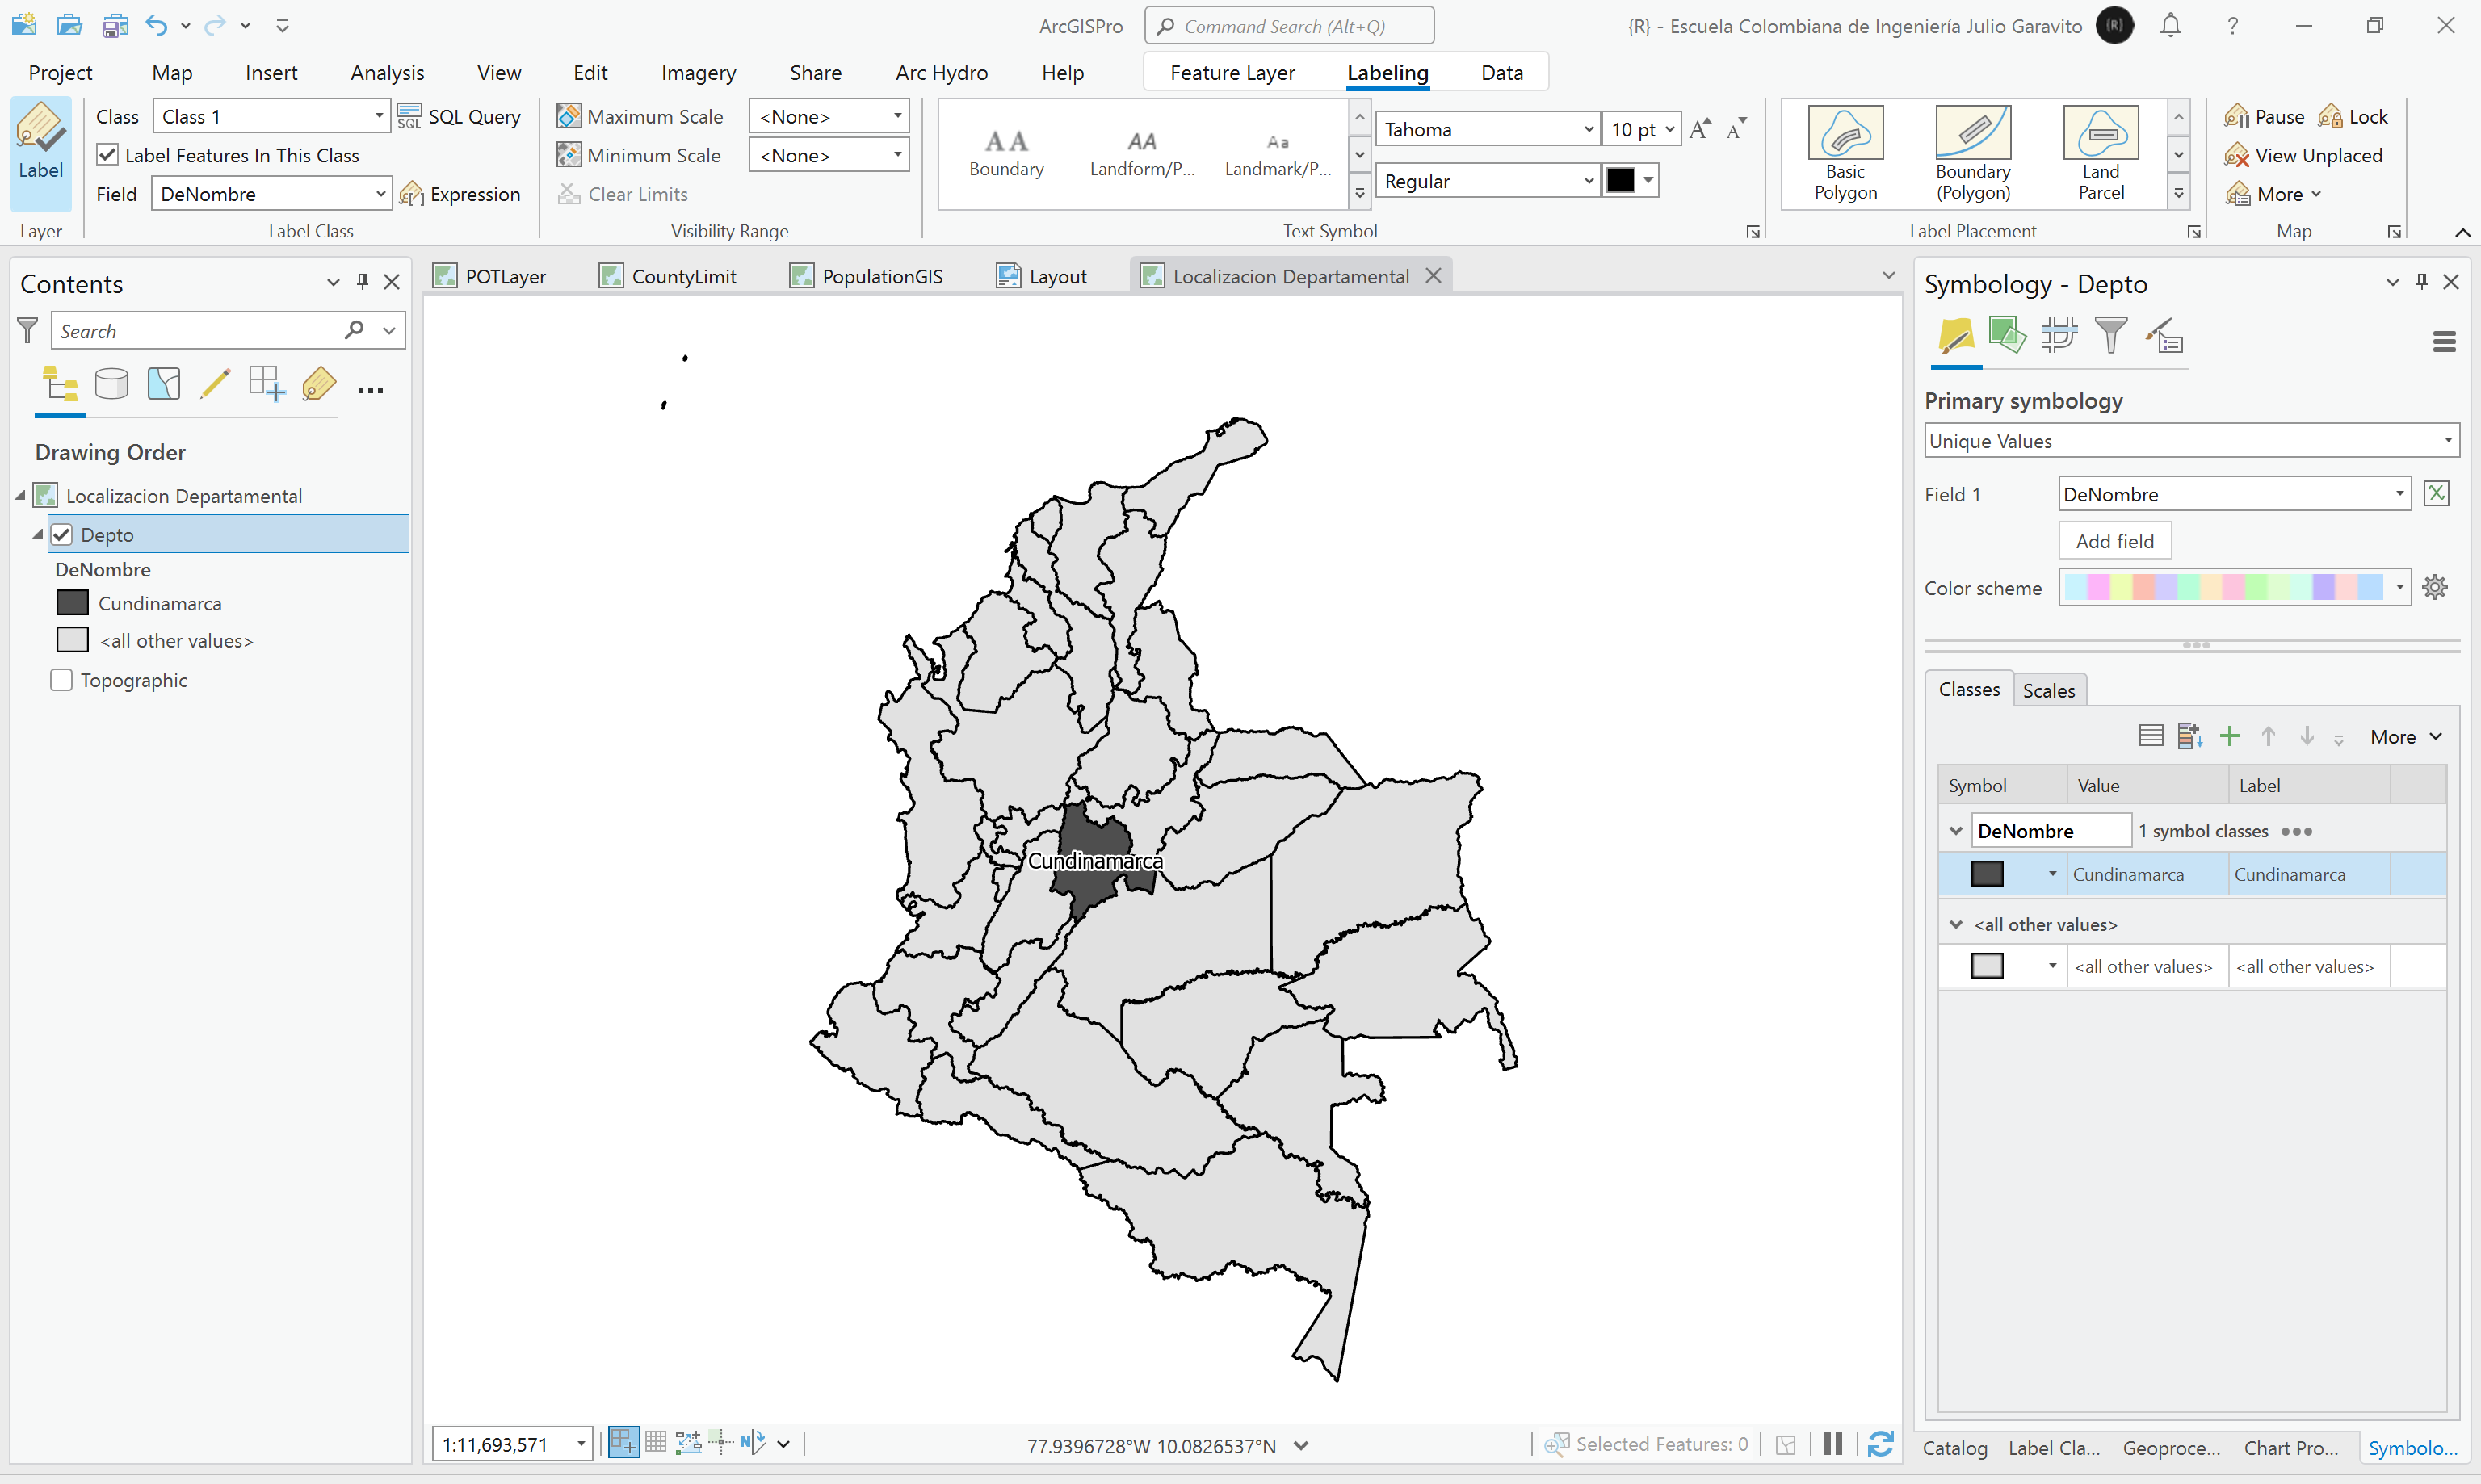 ArcGISPro
Command Search (Alt+Q)
{R} - Escuela Colombiana de Ingeniería Julio Garavito
{R}
?
Project Map Insert Analysis View Edit Imagery Share Arc Hydro Help Feature Layer Labeling Data
Label
Layer
Class Class 1 SQL SQL Query
Label Features In This Class
Field DeNombre Expression
Label Class
Maximum Scale <None>
Minimum Scale <None>
Clear Limits
Visibility Range
AA AA Aa
Boundary Landform/P... Landmark/P...
Tahoma 10 pt A A
Regular
Text Symbol
Basic Polygon
Boundary (Polygon)
Land Parcel
Label Placement
Pause Lock
View Unplaced
More
Map
Contents
Search
Drawing Order
Localizacion Departamental
Depto
DeNombre
Cundinamarca
<all other values>
Topographic
POTLayer CountyLimit PopulationGIS Layout Localizacion Departamental
Cundinamarca
1:11,693,571
N
77.9396728°W 10.0826537°N
Selected Features: 0
Symbology - Depto
Primary symbology
Unique Values
Field 1 DeNombre
Add field
Color scheme
Classes Scales
More
Symbol Value Label
DeNombre 1 symbol classes
Cundinamarca Cundinamarca
<all other values>
<all other values> <all other values>
Catalog Label Cla... Geoproce... Chart Pro... Symbolo...